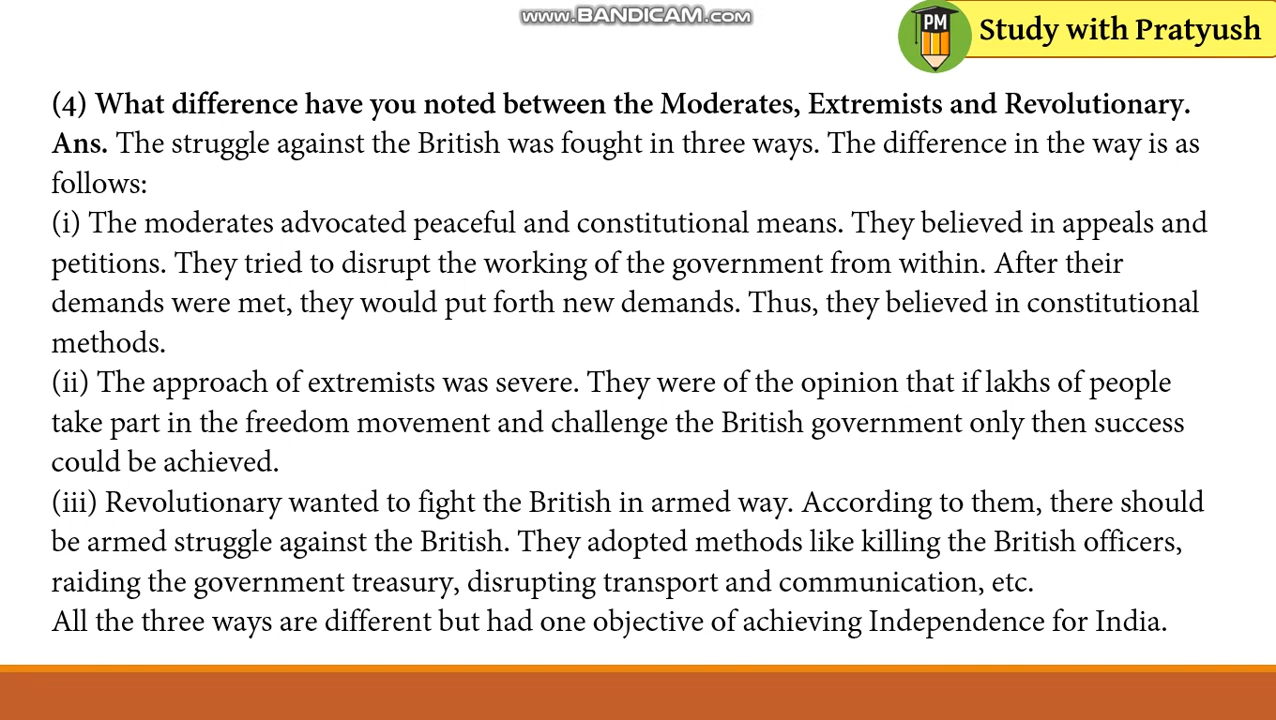 www.BANDICAM.com
PM
Study with Pratyush
(4) What difference have you noted between the Moderates, Extremists and Revolutionary.
Ans. The struggle against the British was fought in three ways. The difference in the way is as
follows:
(i) The moderates advocated peaceful and constitutional means. They believed in appeals and
petitions. They tried to disrupt the working of the government from within. After their
demands were met, they would put forth new demands. Thus, they believed in constitutional
methods.
(ii) The approach of extremists was severe. They were of the opinion that if lakhs of people
take part in the freedom movement and challenge the British government only then success
could be achieved.
(iii) Revolutionary wanted to fight the British in armed way. According to them, there should
be armed struggle against the British. They adopted methods like killing the British officers,
raiding the government treasury, disrupting transport and communication, etc.
All the three ways are different but had one objective of achieving Independence for India.